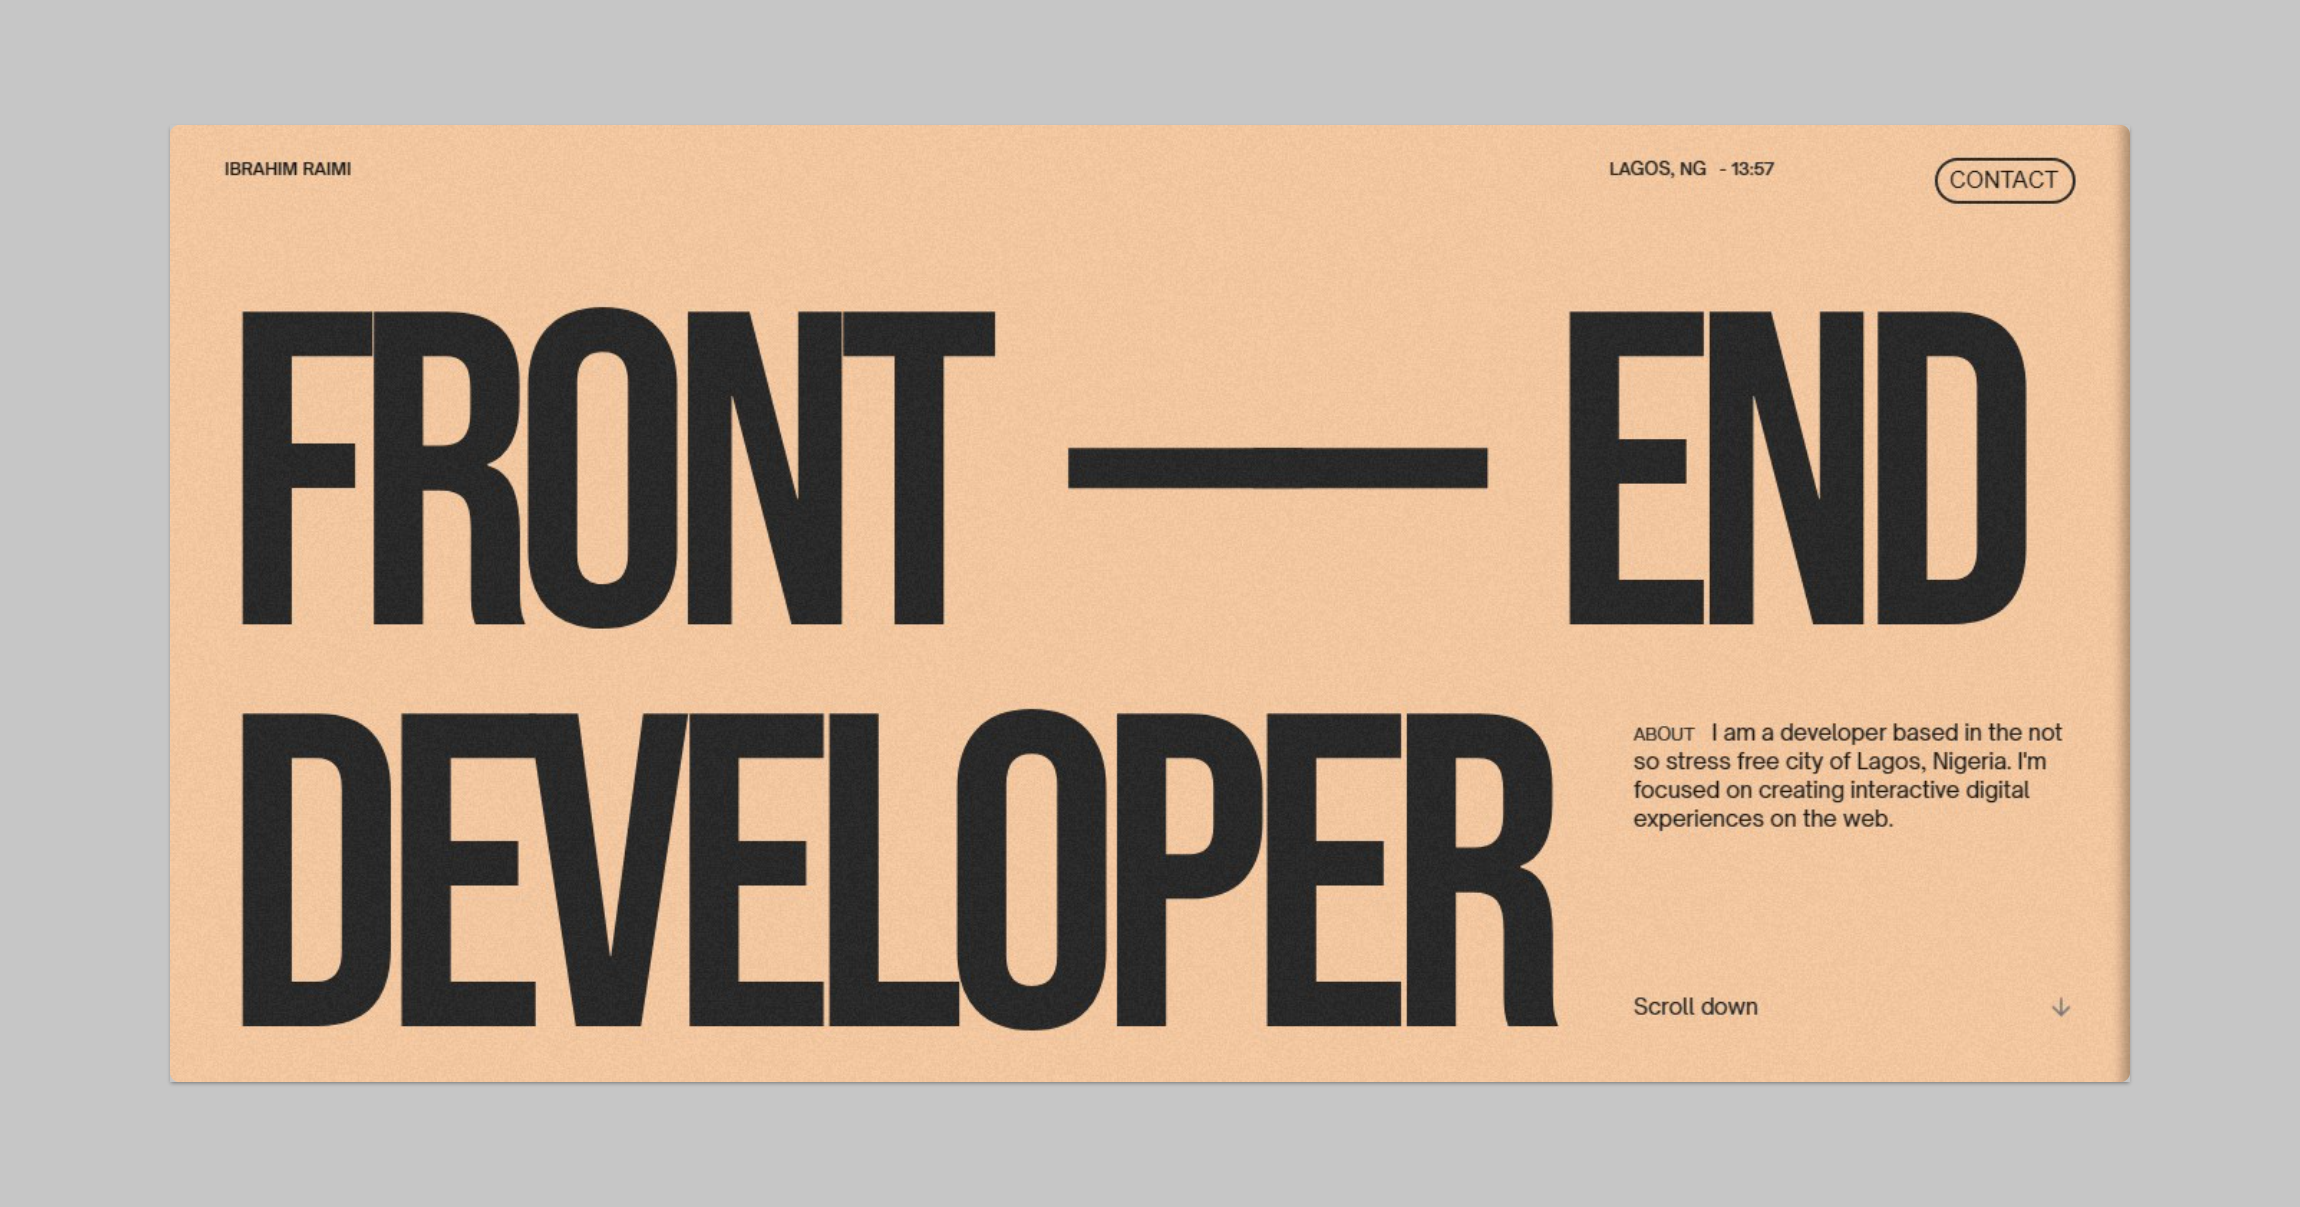 IBRAHIM RAIMI
LAGOS, NG - 13:57
CONTACT
FRONT — END
DEVELOPER
ABOUT I am a developer based in the not
so stress free city of Lagos, Nigeria. I'm
focused on creating interactive digital
experiences on the web.
Scroll down